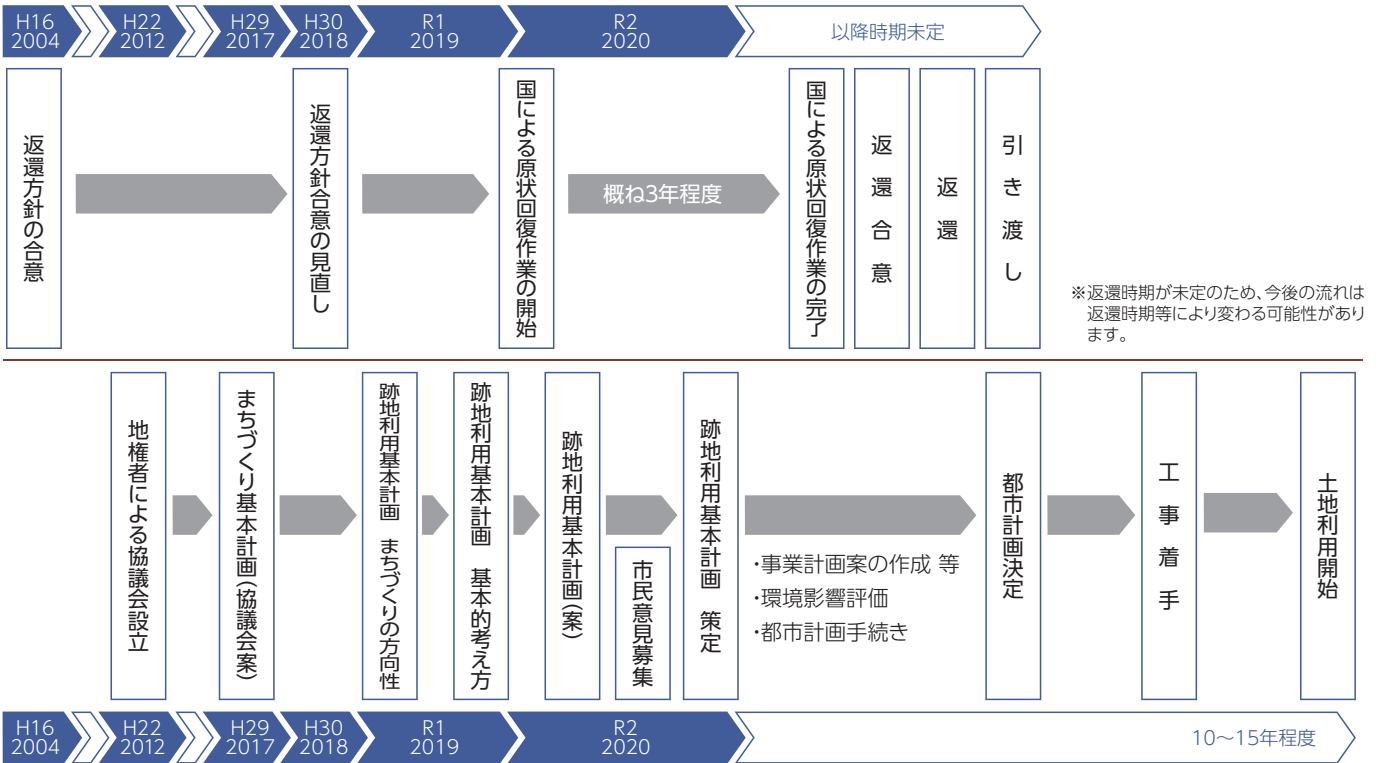 H16
2004
H22
2012
H29
2017
H30
2018
R1
2019
R2
2020
以降時期未定
返還方針の合意
返還方針合意の見直し
国による原状回復作業の開始
概ね3年程度
国による原状回復作業の完了
返還合意
返還
引き渡し
※返還時期が未定のため、今後の流れは
返還時期等により変わる可能性があり
ます。
地権者による協議会設立
まちづくり基本計画(協議会案)
跡地利用基本計画 まちづくりの方向性
跡地利用基本計画 基本的考え方
跡地利用基本計画(案)
市民意見募集
跡地利用基本計画 策定
・事業計画案の作成 等
・環境影響評価
・都市計画手続き
都市計画決定
工事着手
土地利用開始
H16
2004
H22
2012
H29
2017
H30
2018
R1
2019
R2
2020
10〜15年程度